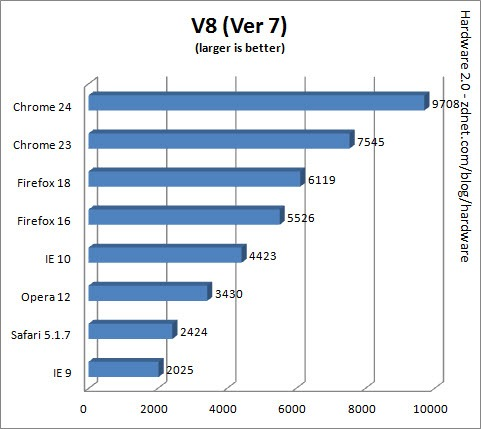 V8 (Ver 7)
(larger is better)
Chrome 24
9708
Chrome 23
7545
Firefox 18
6119
Firefox 16
5526
IE 10
4423
Opera 12
3430
Safari 5.1.7
2424
IE 9
2025
0 2000 4000 6000 8000 10000
Hardware 2.0 - zdnet.com/blog/hardware